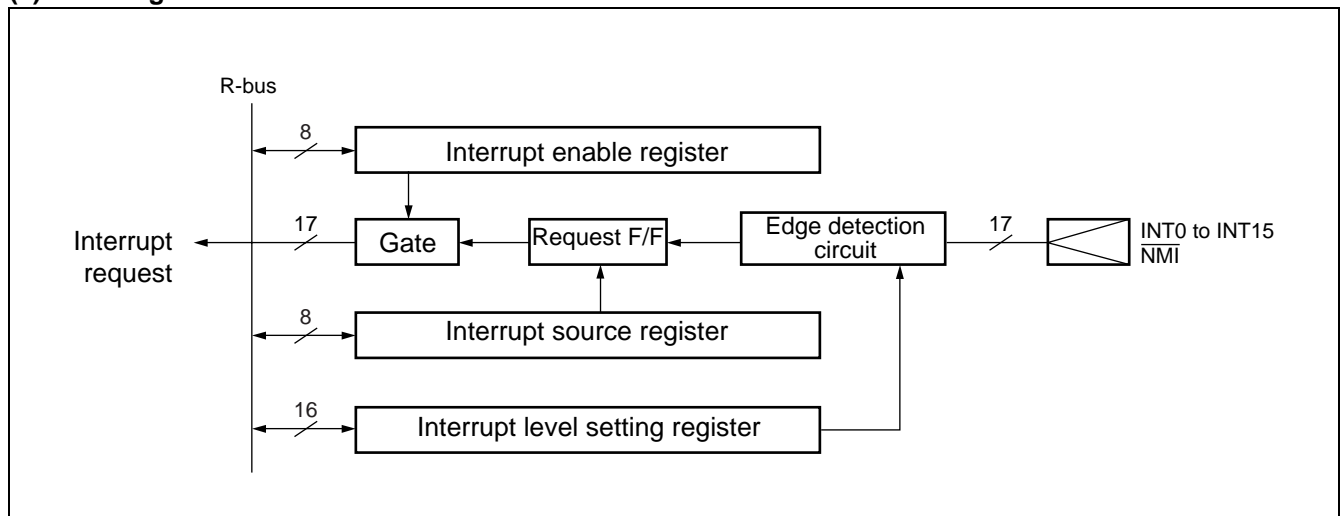 R-bus
8
Interrupt enable register
17
Gate
Request F/F
Edge detection
circuit
17
INT0 to INT15
NMI
Interrupt
request
8
Interrupt source register
16
Interrupt level setting register